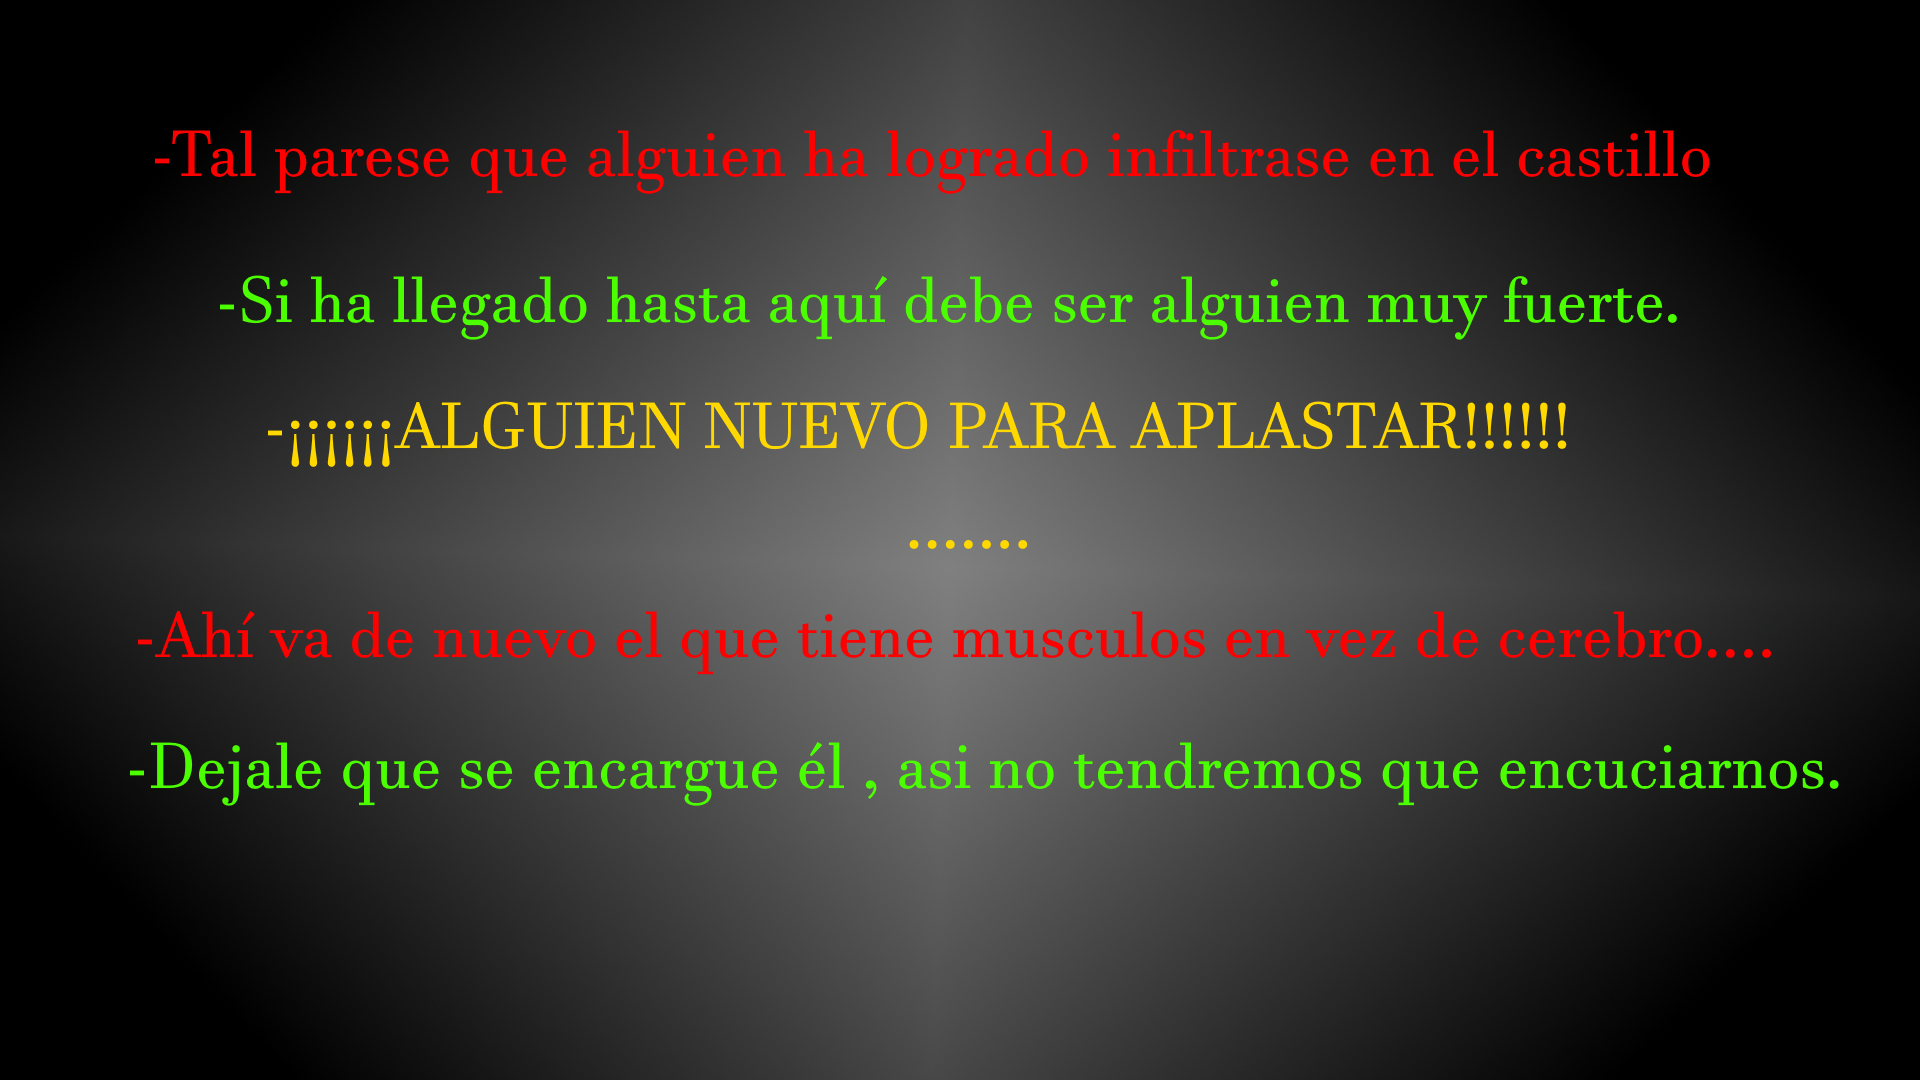 -Tal parese que alguien ha logrado infiltrase en el castillo
-Si ha llegado hasta aquí debe ser alguien muy fuerte.
-¡¡¡¡¡¡ALGUIEN NUEVO PARA APLASTAR!!!!!!
.......
-Ahí va de nuevo el que tiene musculos en vez de cerebro....
-Dejale que se encargue él , asi no tendremos que encuciarnos.